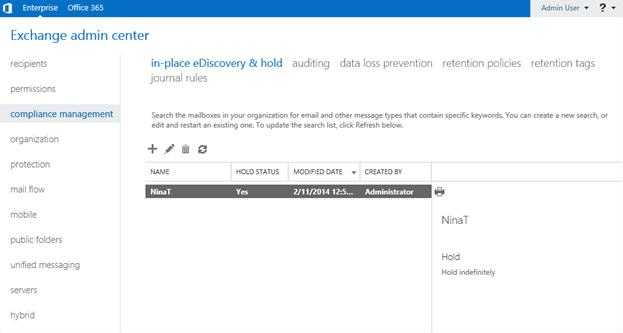 Enterprise Office 365 Admin User ?
Exchange admin center
recipients
permissions
compliance management
organization
protection
mail flow
mobile
public folders
unified messaging
servers
hybrid
in-place eDiscovery & hold auditing data loss prevention retention policies retention tags
journal rules
Search the mailboxes in your organization for email and other message types that contain specific keywords. You can create a new search, or
edit and restart an existing one. To update the search list, click Refresh below.
NAME HOLD STATUS MODIFIED DATE CREATED BY
NinaT Yes 2/11/2014 12:5... Administrator
NinaT
Hold
Hold indefinitely